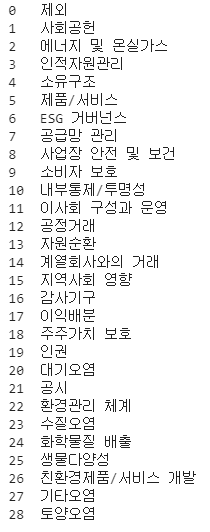 0 제외
1 사회공헌
2 에너지 및 온실가스
3 인적자원관리
4 소유구조
5 제품/서비스
6 ESG 거버넌스
7 공급망 관리
8 사업장 안전 및 보건
9 소비자 보호
10 내부통제/투명성
11 이사회 구성과 운영
12 공정거래
13 자원순환
14 계열회사와의 거래
15 지역사회 영향
16 감사기구
17 이익배분
18 주주가치 보호
19 인권
20 대기오염
21 공시
22 환경관리 체계
23 수질오염
24 화학물질 배출
25 생물다양성
26 친환경제품/서비스 개발
27 기타오염
28 토양오염